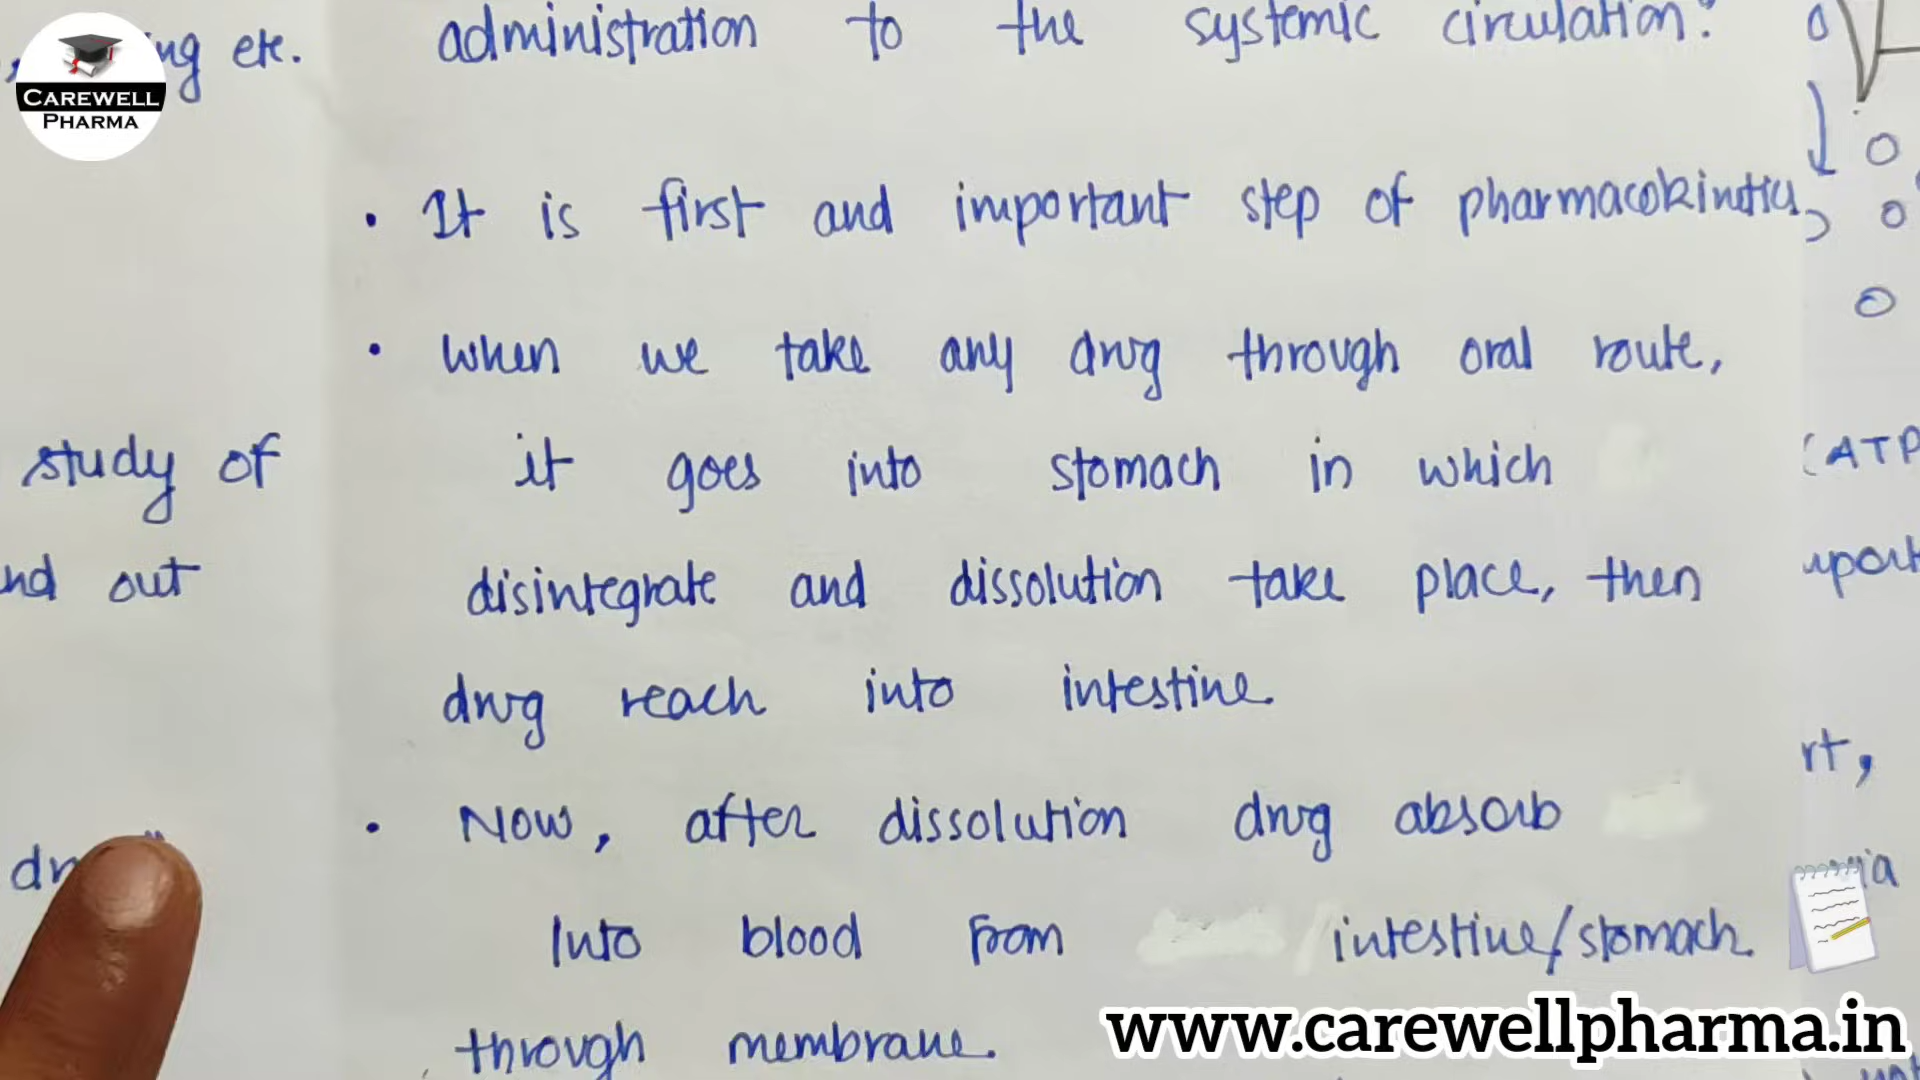 CAREWELL
PHARMA
etc.
administration to the systemic circulation.
• It is first and important step of
• When we take any drug through oral route,
it goes into stomach in which
disintegrate and dissolution take place, then
drug reach into intestine.
• Now, after dissolution drug absorb
Into blood from intestine/stomach.
through membrane.
study of
out
(ATP
rt,
www.carewellpharma.in